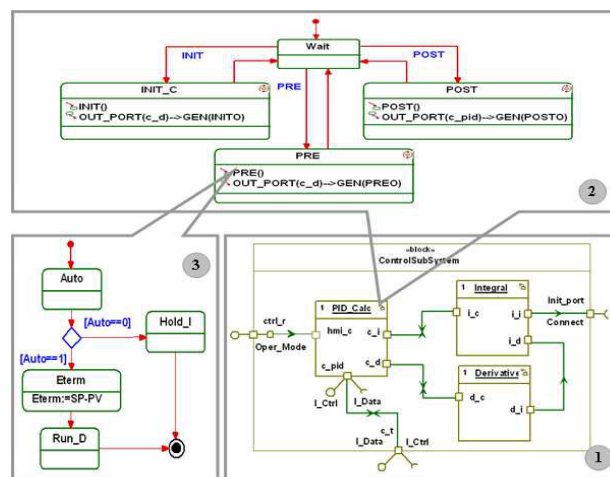 Wait
INIT
POST
PRE
INIT_C
INIT()
OUT_PORT(c_d)-->GEN(INITO)
POST
POST()
OUT_PORT(c_pid)-->GEN(POSTO)
PRE
PRE()
OUT_PORT(c_d)-->GEN(PREO)
2
3
Auto
[Auto==0]
Hold_I
[Auto==1]
Eterm
Eterm:=SP-PV
Run_D
«block»
ControlSubSystem
1 PID_Calc
1 Integral
ctrl_r
hmi_c
Oper_Mode
c_i
c_d
c_pid
i_c
i_i
i_d
Init_port
Connect
1 Derivative
d_c
d_i
I_Ctrl
I_Data
c_t
I_Data
I_Ctrl
1